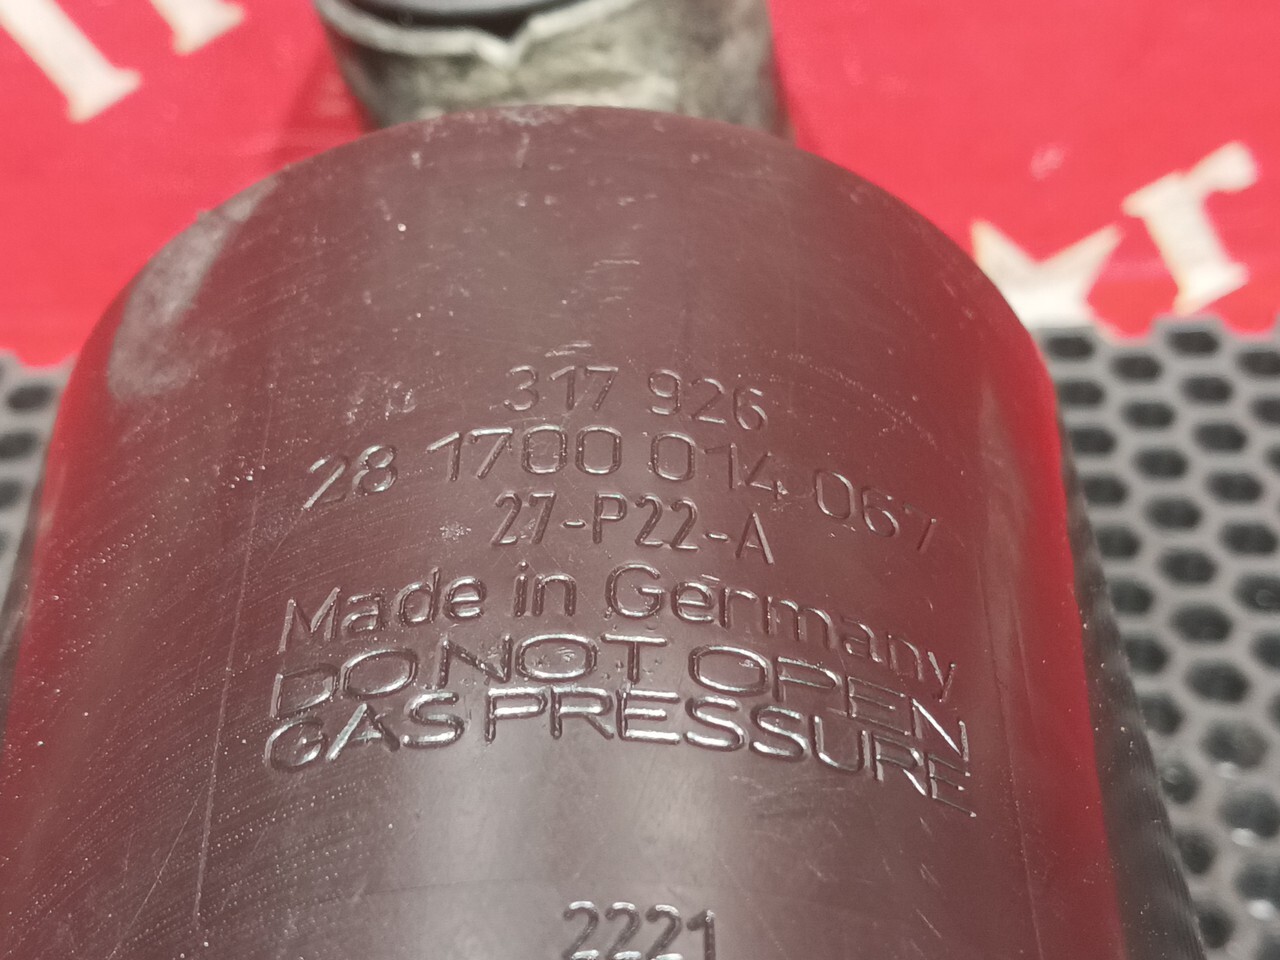 317 926
28 1700 014 067
27-P22-A
Made in Germany
DO NOT OPEN
GAS PRESSURE
2221